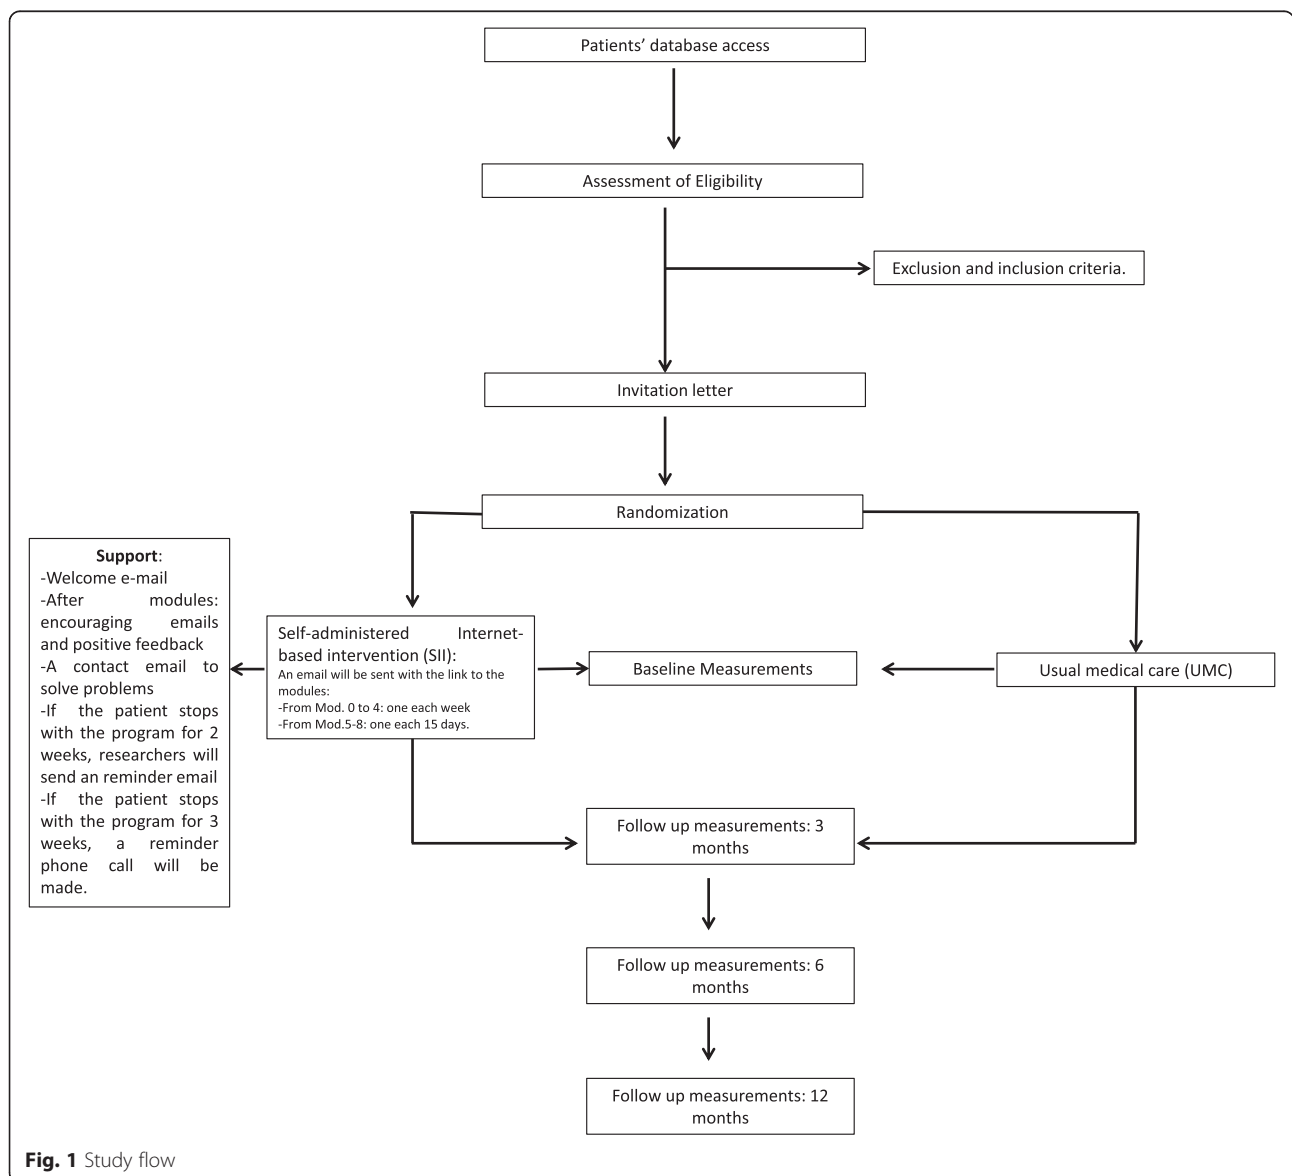 Patients’ database access
Assessment of Eligibility
Exclusion and inclusion criteria.
Invitation letter
Randomization
Support:
-Welcome e-mail
-After modules:
encouraging emails
and positive feedback
-A contact email to
solve problems
-If the patient stops
with the program for 2
weeks, researchers will
send an reminder email
-If the patient stops
with the program for 3
weeks, a reminder
phone call will be
made.
Self-administered Internet-
based intervention (SII):
An email will be sent with the link to the
modules:
-From Mod. 0 to 4: one each week
-From Mod.5-8: one each 15 days.
Baseline Measurements
Usual medical care (UMC)
Follow up measurements: 3
months
Follow up measurements: 6
months
Follow up measurements: 12
months
Fig. 1 Study flow